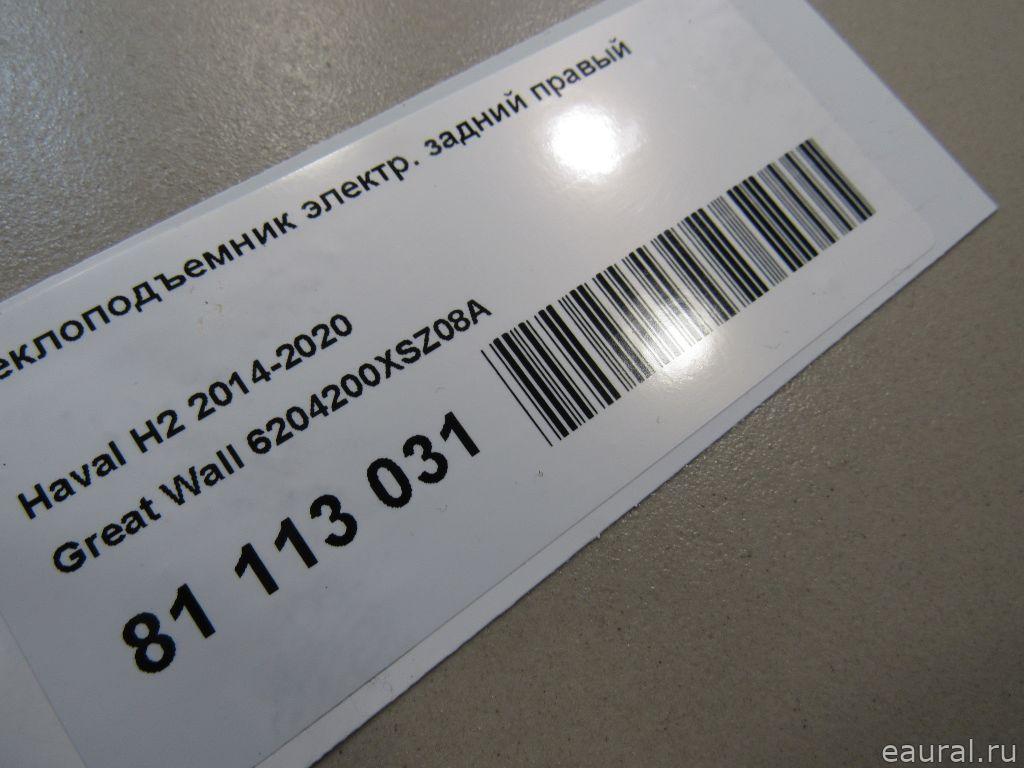 еклоподъемник электр. задний правый
Haval H2 2014-2020
Great Wall 6204200XSZ08A
81 113 031
eaural.ru